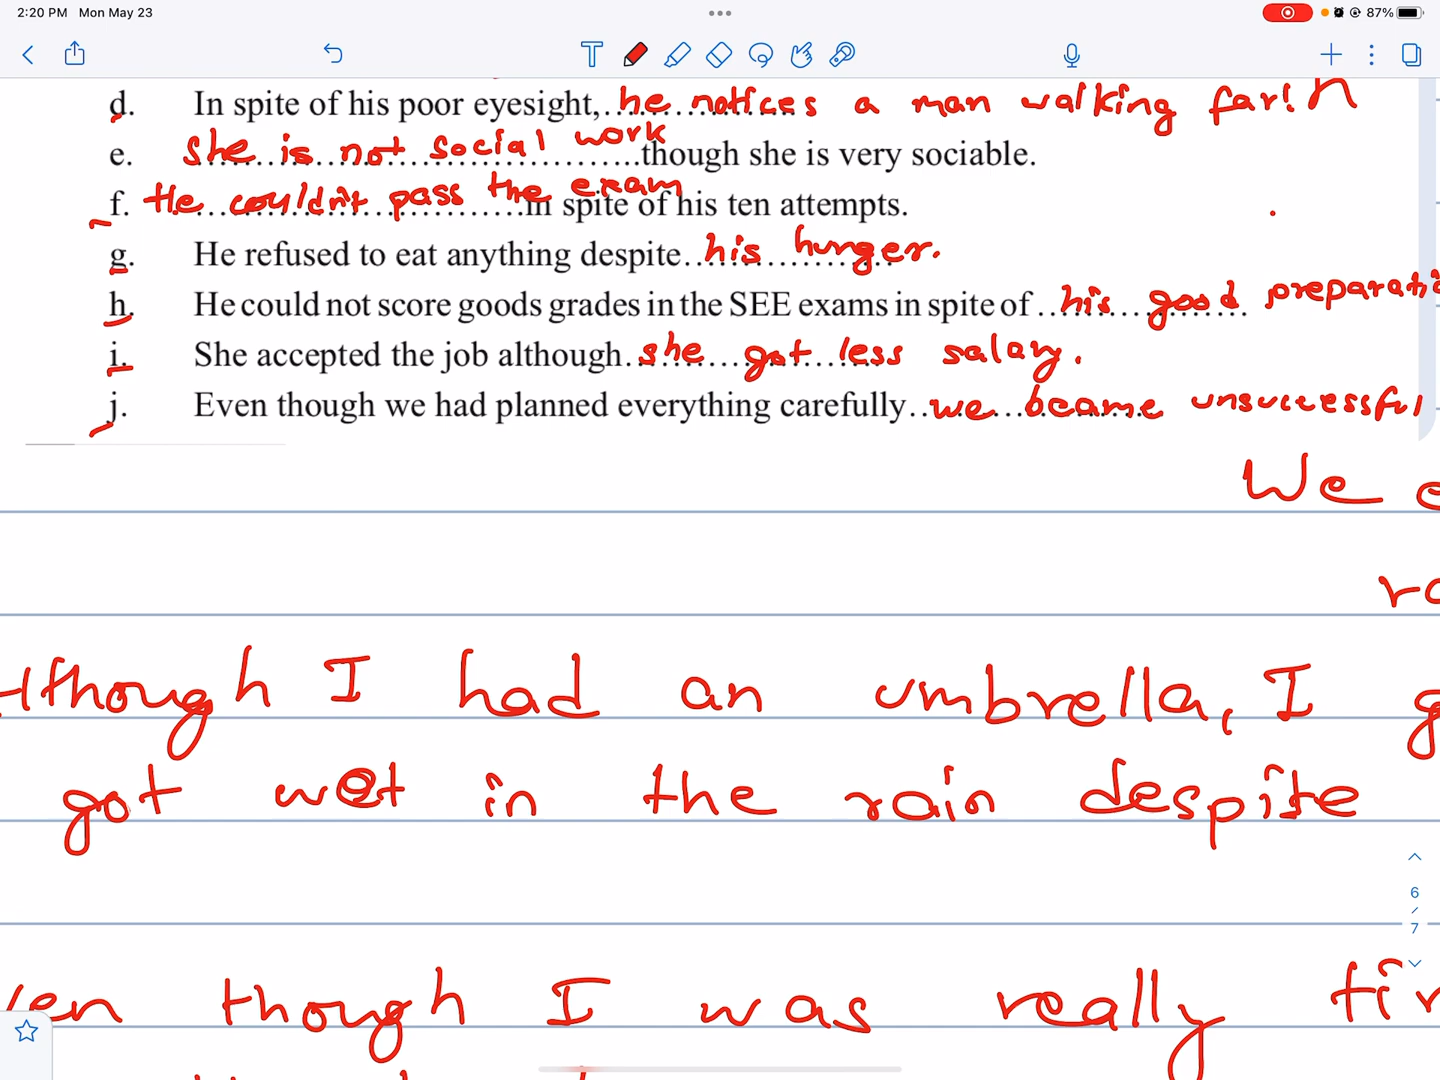 2:20 PM Mon May 23
87%
d. In spite of his poor eyesight,.................. he notices a man walking far!
e. She is not social work ..................though she is very sociable.
f. He couldn't pass the exam ..................in spite of his ten attempts.
g. He refused to eat anything despite.................. his hunger.
h. He could not score goods grades in the SEE exams in spite of .................. his good preparati
i. She accepted the job although.................. she got less salary.
j. Even though we had planned everything carefully.................. we became unsuccessful
We
lthough I had an umbrella, I g
got wet in the rain despite
6
/
7
ven though I was really tir